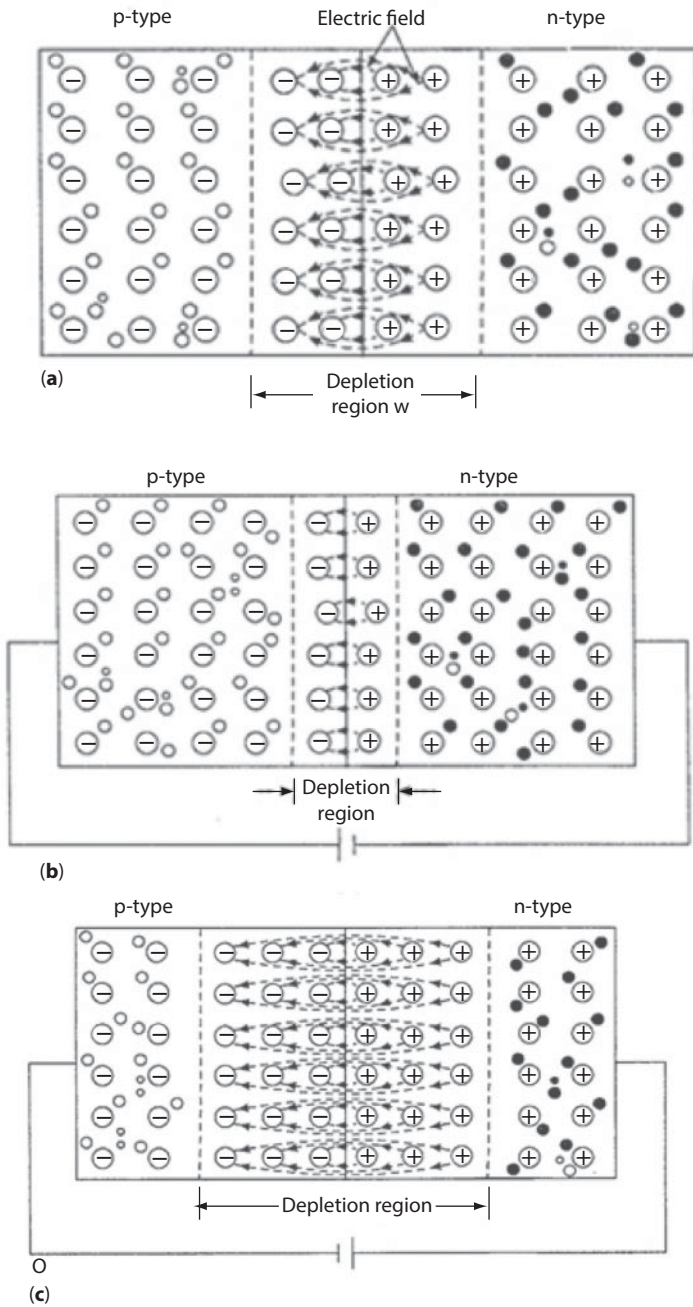 p-type
Electric field
n-type
(a)
Depletion
region w
p-type
n-type
Depletion
region
(b)
p-type
n-type
Depletion region
O
(c)